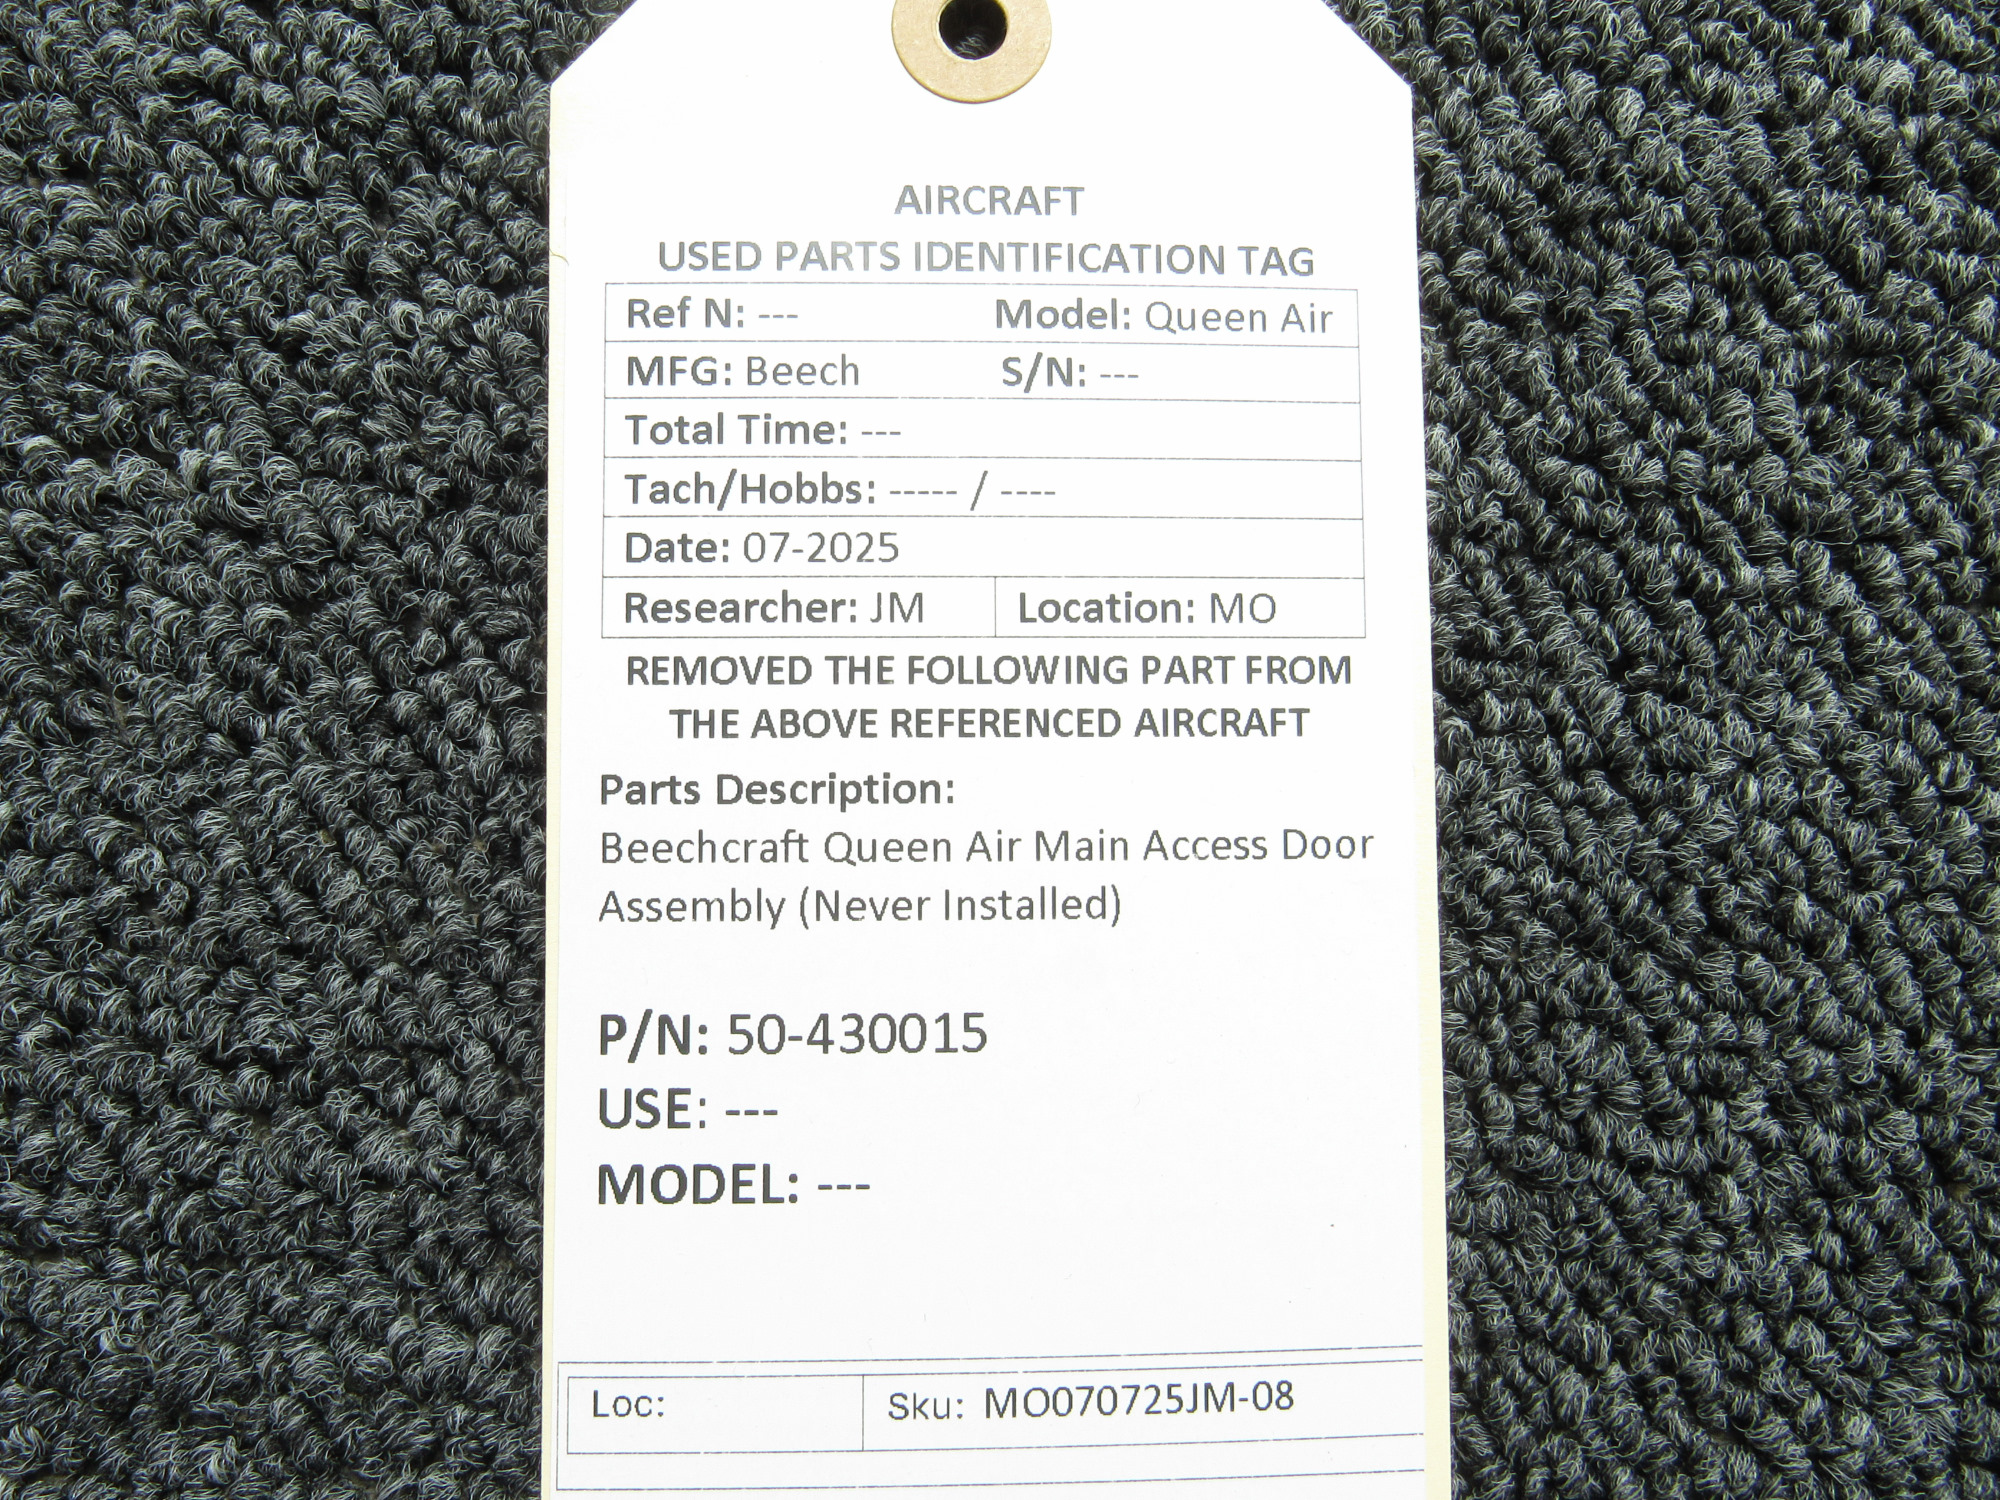 AIRCRAFT
USED PARTS IDENTIFICATION TAG
Ref N: --- Model: Queen Air
MFG: Beech S/N: ---
Total Time: ---
Tach/Hobbs: ----- / ----
Date: 07-2025
Researcher: JM Location: MO
REMOVED THE FOLLOWING PART FROM
THE ABOVE REFERENCED AIRCRAFT
Parts Description:
Beechcraft Queen Air Main Access Door
Assembly (Never Installed)
P/N: 50-430015
USE: ---
MODEL: ---
Loc: Sku: MO070725JM-08